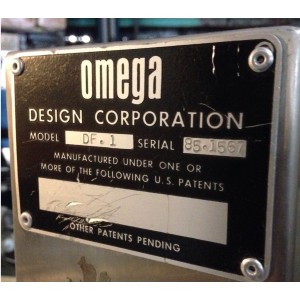 omega
DESIGN CORPORATION
MODEL DF.1 SERIAL 85-1557
MANUFACTURED UNDER ONE OR
MORE OF THE FOLLOWING U.S. PATENTS
OTHER PATENTS PENDING